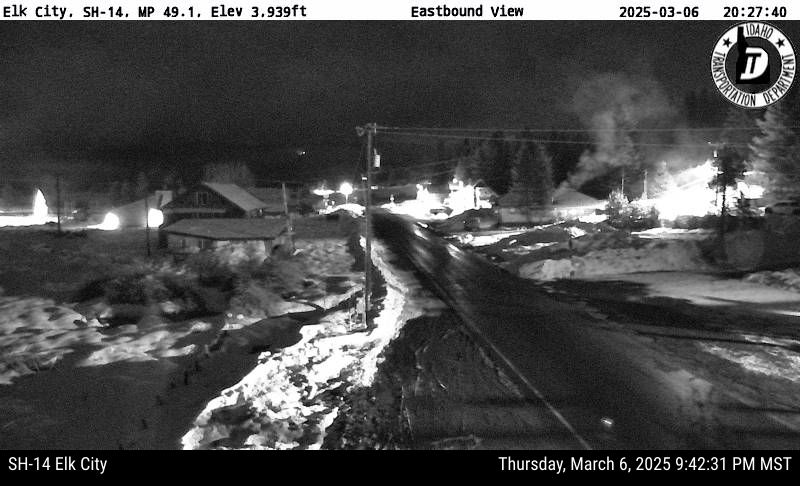 Elk City, SH-14, MP 49.1, Elev 3,939ft Eastbound View 2025-03-06 20:27:40
IDAHO
TRANSPORTATION DEPARTMENT
SH-14 Elk City Thursday, March 6, 2025 9:42:31 PM MST